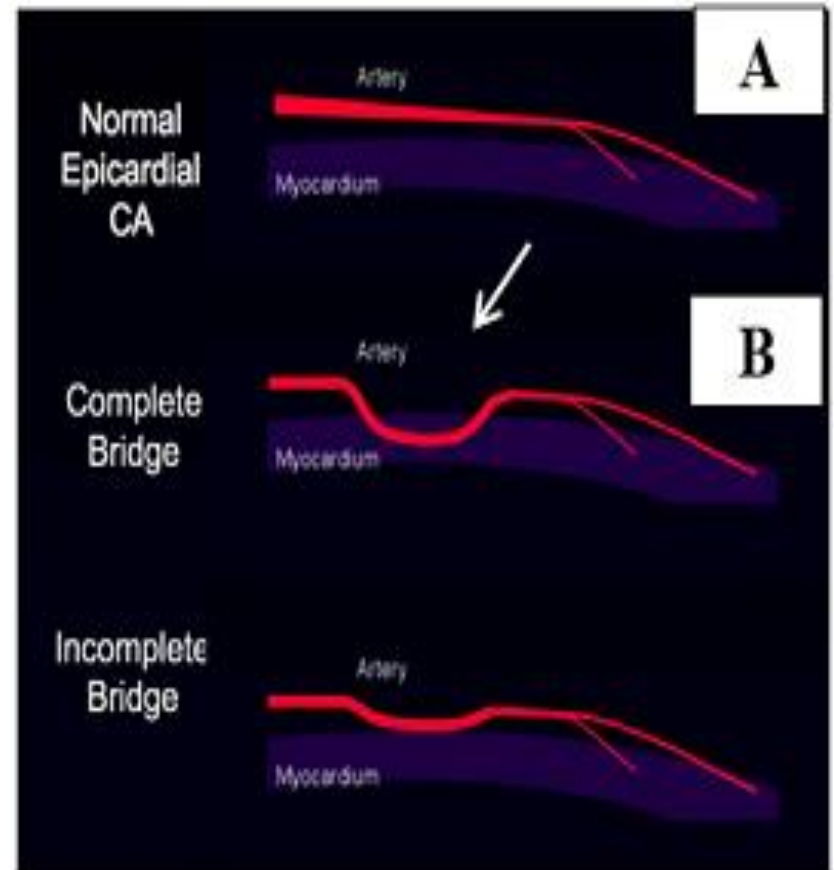 A
Artery
Normal
Epicardial
CA
Myocardium
B
Artery
Complete
Bridge
Myocardium
Incomplete
Bridge
Artery
Myocardium